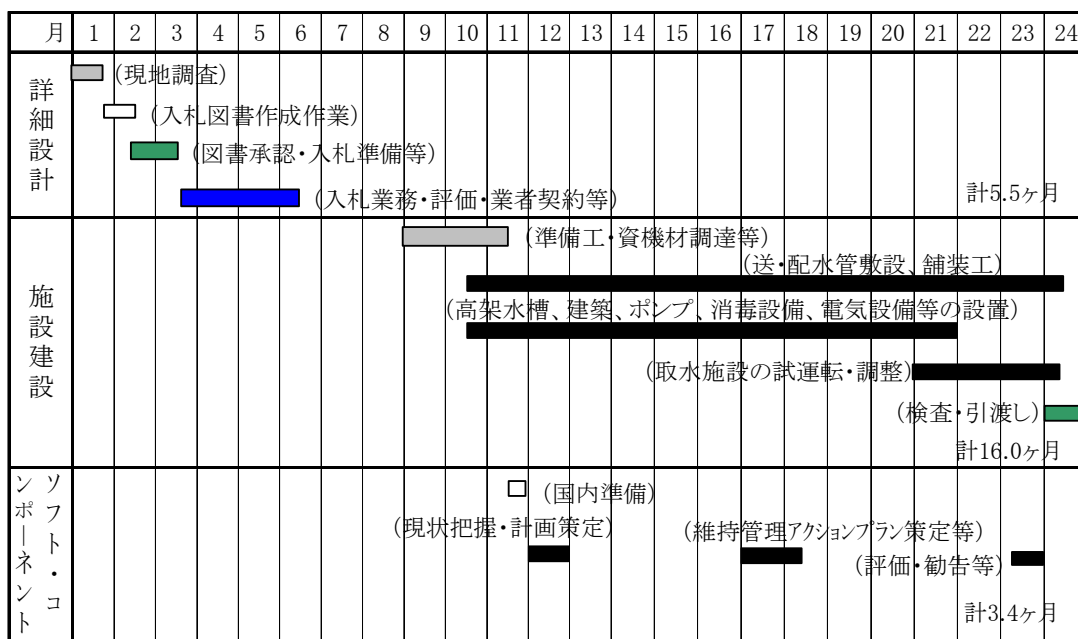 月 1 2 3 4 5 6 7 8 9 10 11 12 13 14 15 16 17 18 19 20 21 22 23 24
詳細設計
(現地調査)
(入札図書作成作業)
(図書承認・入札準備等)
(入札業務・評価・業者契約等)
計5.5ヶ月
施設建設
(準備工・資機材調達等)
(送・配水管敷設、舗装工)
(高架水槽、建築、ポンプ、消毒設備、電気設備等の設置)
(取水施設の試運転・調整)
(検査・引渡し)
計16.0ヶ月
ソフト・コ
ンポーネント
(国内準備)
(現状把握・計画策定)
(維持管理アクションプラン策定等)
(評価・勧告等)
計3.4ヶ月